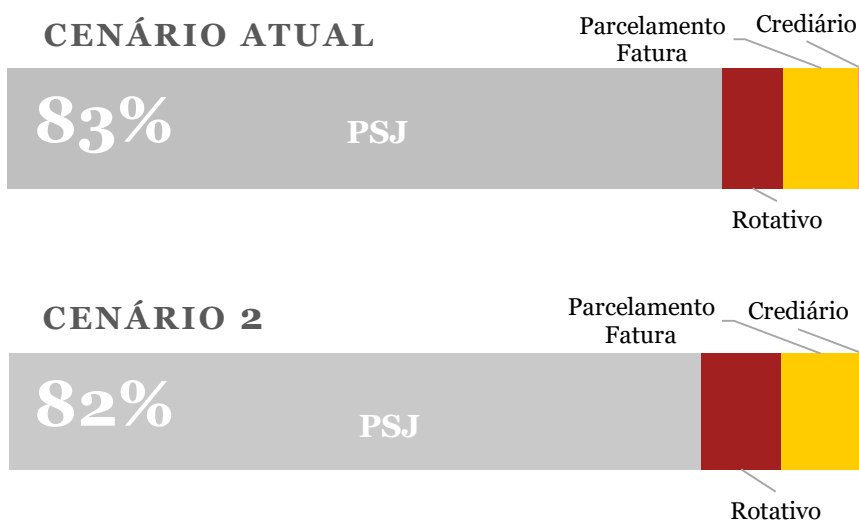 CENÁRIO ATUAL
Parcelamento
Fatura
Crediário
83%
PSJ
Rotativo
CENÁRIO 2
Parcelamento
Fatura
Crediário
82%
PSJ
Rotativo